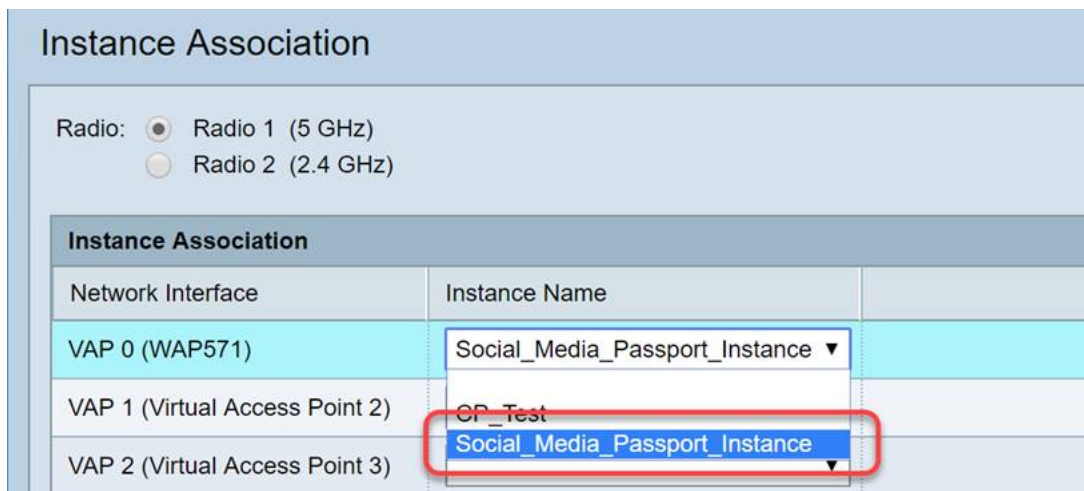 Instance Association
Radio: Radio 1 (5 GHz)
Radio 2 (2.4 GHz)
Instance Association
Network Interface Instance Name
VAP 0 (WAP571) Social_Media_Passport_Instance
VAP 1 (Virtual Access Point 2) CP_Test
Social_Media_Passport_Instance
VAP 2 (Virtual Access Point 3)